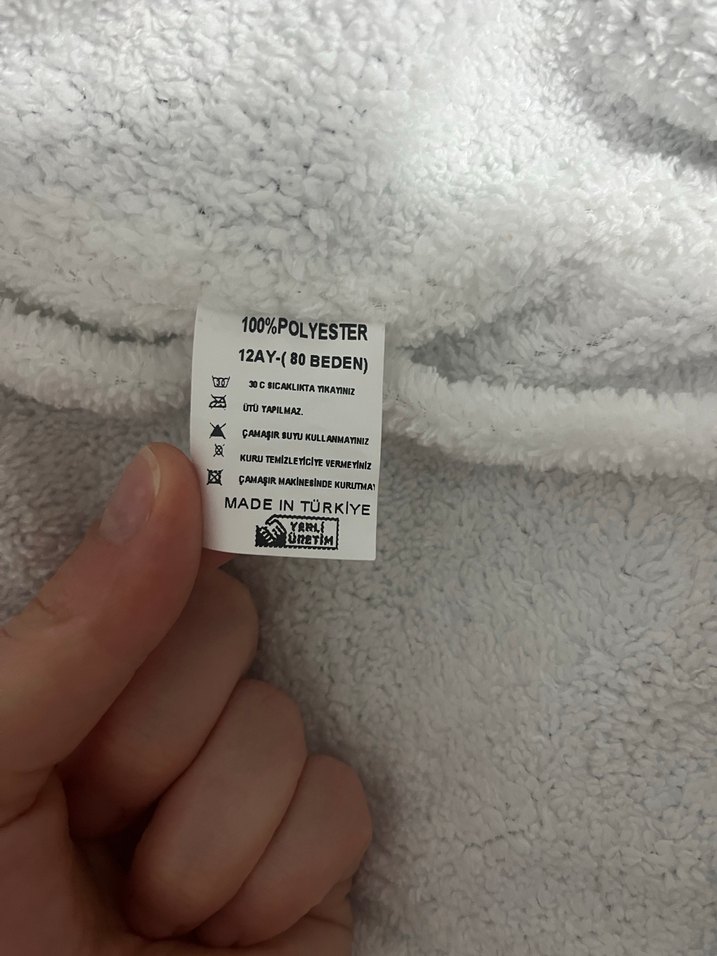 100%POLYESTER
12AY-( 80 BEDEN)
30 C SICAKLIKTA YIKAYINIZ
ÜTÜ YAPILMAZ.
ÇAMAŞIR SUYU KULLANMAYINIZ
KURU TEMİZLEYİCİYE VERMEYİNİZ
ÇAMAŞIR MAKİNESİNDE KURUTMAY
MADE IN TÜRKİYE
YERLİ
ÜRETİM